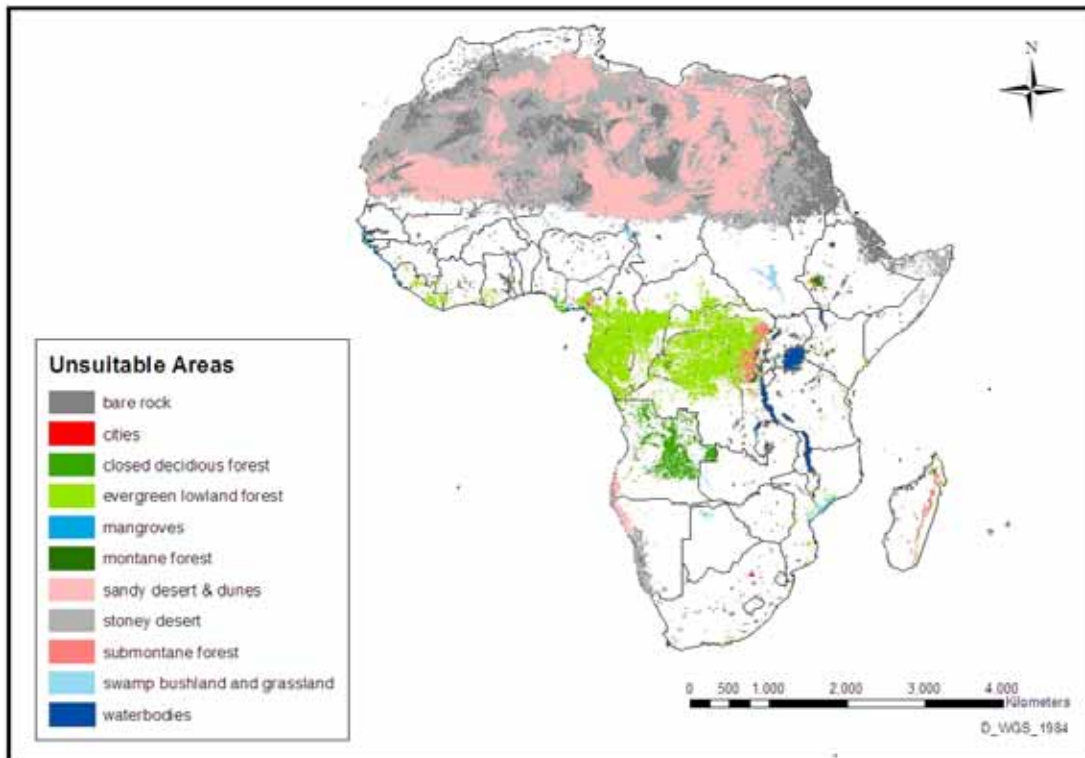 N
Unsuitable Areas
bare rock
cities
closed decidious forest
evergreen lowland forest
mangroves
montane forest
sandy desert & dunes
stoney desert
submontane forest
swamp bushland and grassland
waterbodies
0 500 1.000 2.000 3.000 4.000
Kilometers
D_WGS_1984